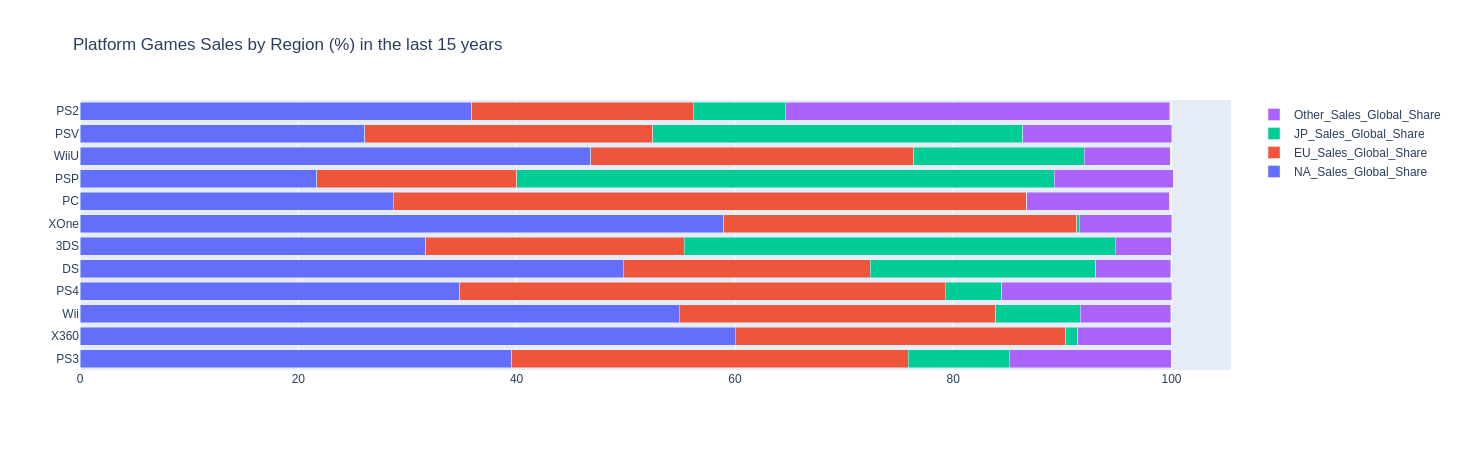 Platform Games Sales by Region (%) in the last 15 years
PS2
PSV
WiiU
PSP
PC
XOne
3DS
DS
PS4
Wii
X360
PS3
0 20 40 60 80 100
Other_Sales_Global_Share
JP_Sales_Global_Share
EU_Sales_Global_Share
NA_Sales_Global_Share